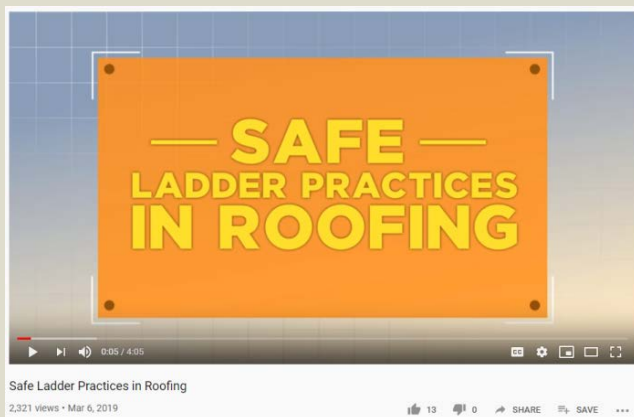 — SAFE —
LADDER PRACTICES
IN ROOFING
0:05 / 4:05
CC
Safe Ladder Practices in Roofing
2,321 views • Mar 6, 2019
13 0 SHARE SAVE